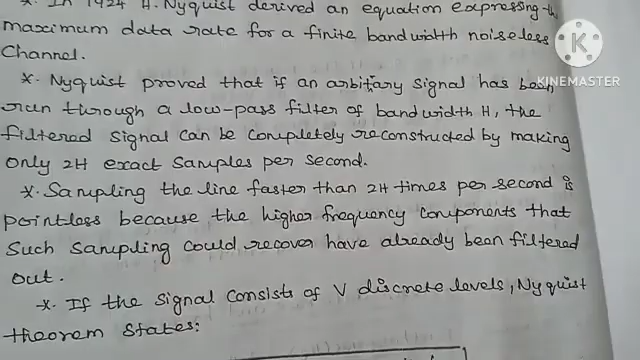 *. In 1924 H. Nyquist derived an equation expressing the
maximum data rate for a finite bandwidth noiseless
Channel.
*. Nyquist proved that if an arbitary signal has been
run through a low-pass filter of bandwidth H, the
filtered signal can be completely reconstructed by making
only 2H exact samples per second.
*. Sampling the line faster than 2H times per second is
pointless because the higher frequency components that
such sampling could recover have already been filtered
out.
*. If the signal consists of V discrete levels, Nyquist
theorem states:
K
KINEMASTER